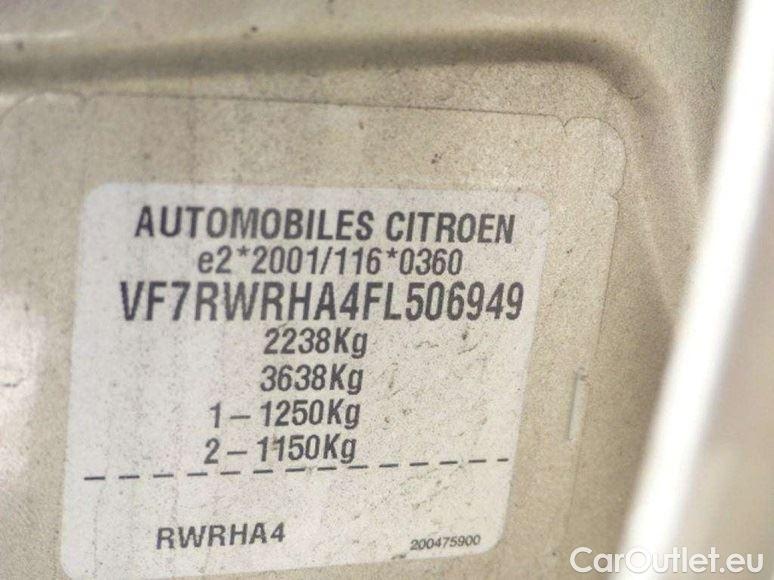 AUTOMOBILES CITROEN
e2*2001/116*0360
VF7RWRHA4FL506949
2238Kg
3638Kg
1-1250Kg
2-1150Kg
RWRHA4
200475900
CarOutlet.eu